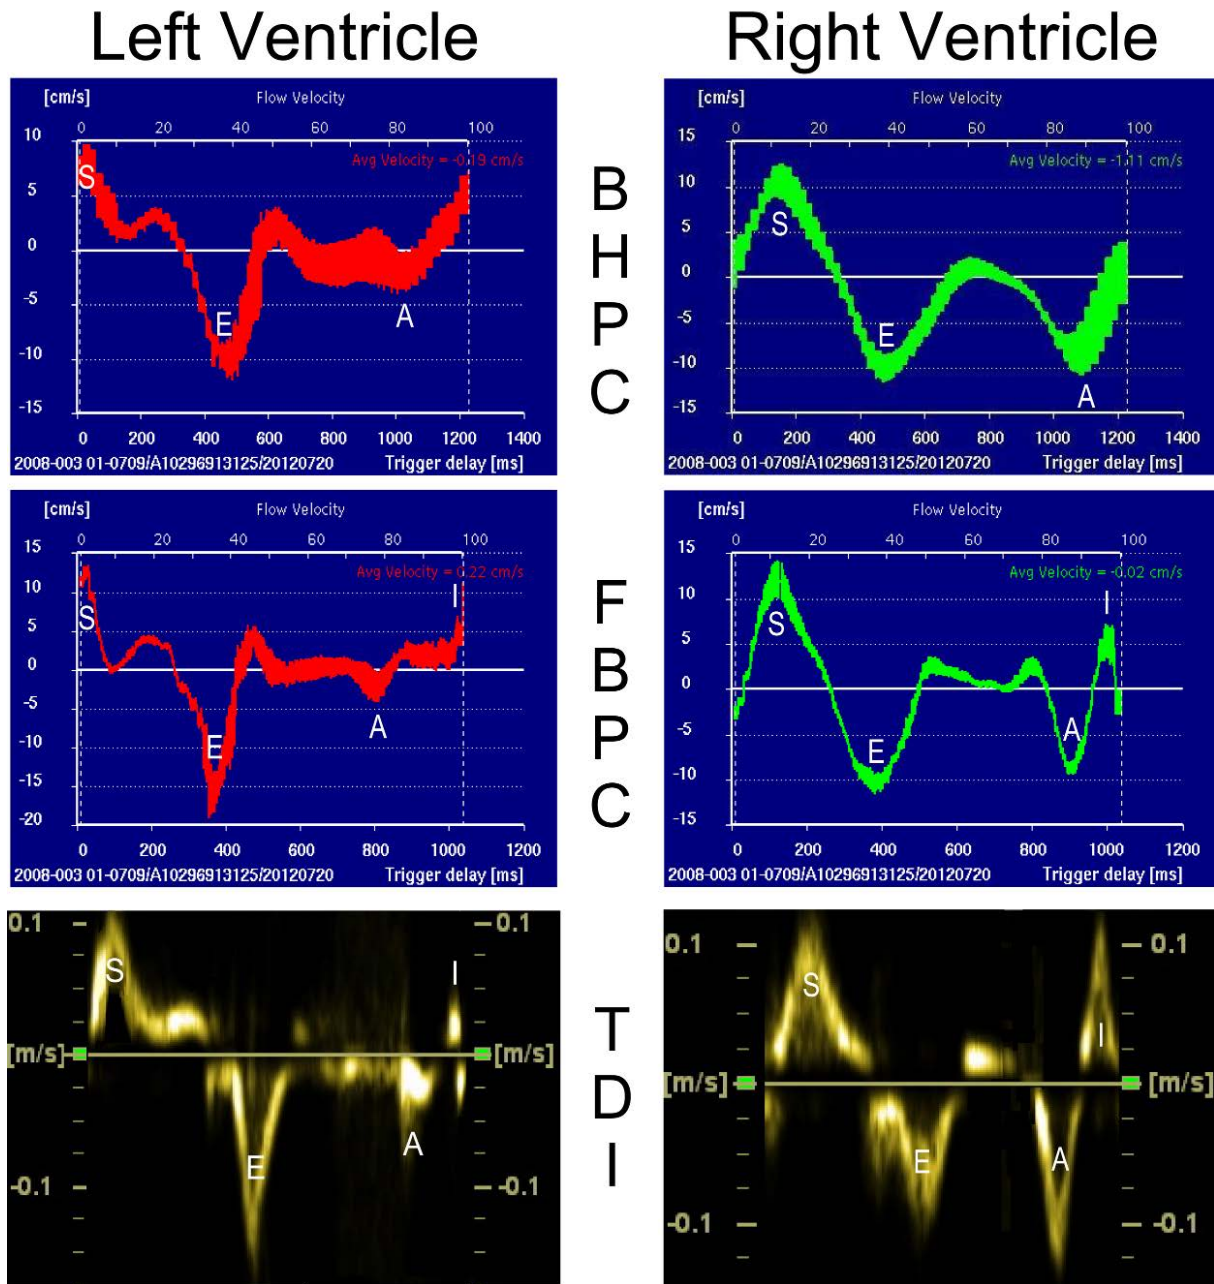 Left Ventricle
Right Ventricle
[cm/s] Flow Velocity
0 20 40 60 80 100
Avg Velocity = -0.19 cm/s
10
5
0
-5
-10
-15
S
E
A
0 200 400 600 800 1000 1200 1400
2008-003 01-0709/A10296913125/20120720 Trigger delay [ms]
B
H
P
C
[cm/s] Flow Velocity
0 20 40 60 80 100
Avg Velocity = -1.11 cm/s
15
10
5
0
-5
-10
-15
S
E
A
0 200 400 600 800 1000 1200 1400
2008-003 01-0709/A10296913125/20120720 Trigger delay [ms]
[cm/s] Flow Velocity
0 20 40 60 80 100
Avg Velocity = 0.22 cm/s
15
10
5
0
-5
-10
-15
-20
S
E
A
I
0 200 400 600 800 1000 1200
2008-003 01-0709/A10296913125/20120720 Trigger delay [ms]
F
B
P
C
[cm/s] Flow Velocity
0 20 40 60 80 100
Avg Velocity = -0.02 cm/s
15
10
5
0
-5
-10
-15
S
E
A
I
0 200 400 600 800 1000 1200
2008-003 01-0709/A10296913125/20120720 Trigger delay [ms]
0.1 0.1
S I
[m/s] [m/s]
A
E
-0.1 -0.1
T
D
I
0.1 0.1
S
I
[m/s] [m/s]
E A
-0.1 -0.1